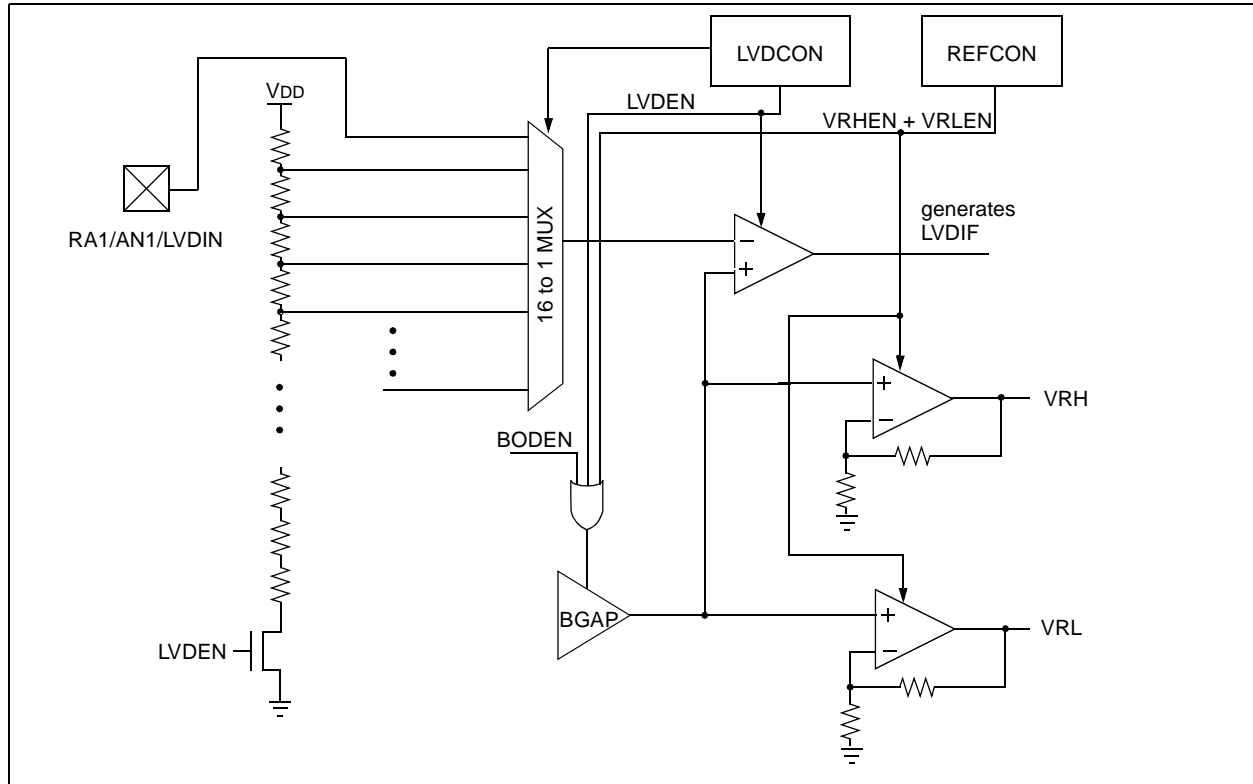 LVDCON
REFCON
VDD
LVDEN
VRHEN + VRLEN
RA1/AN1/LVDIN
16 to 1 MUX
generates
LVDIF
−
+
+
−
VRH
BODEN
BGAP
+
−
VRL
LVDEN